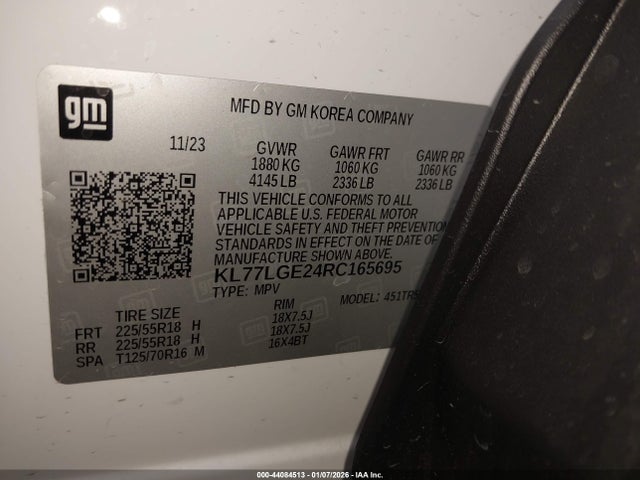 gm
MFD BY GM KOREA COMPANY
11/23 GVWR GAWR FRT GAWR RR
1880 KG 1060 KG 1060 KG
4145 LB 2336 LB 2336 LB
THIS VEHICLE CONFORMS TO ALL
APPLICABLE U.S. FEDERAL MOTOR
VEHICLE SAFETY AND THEFT PREVENTION
STANDARDS IN EFFECT ON THE DATE OF
MANUFACTURE SHOWN ABOVE.
KL77LGE24RC165695
TYPE: MPV MODEL:
TIRE SIZE RIM
FRT 225/55R18 H 18X7.5J
RR 225/55R18 H 18X7.5J
SPA T125/70R16 M 16X4BT
000-44084513 - 01/07/2026 - IAA Inc.